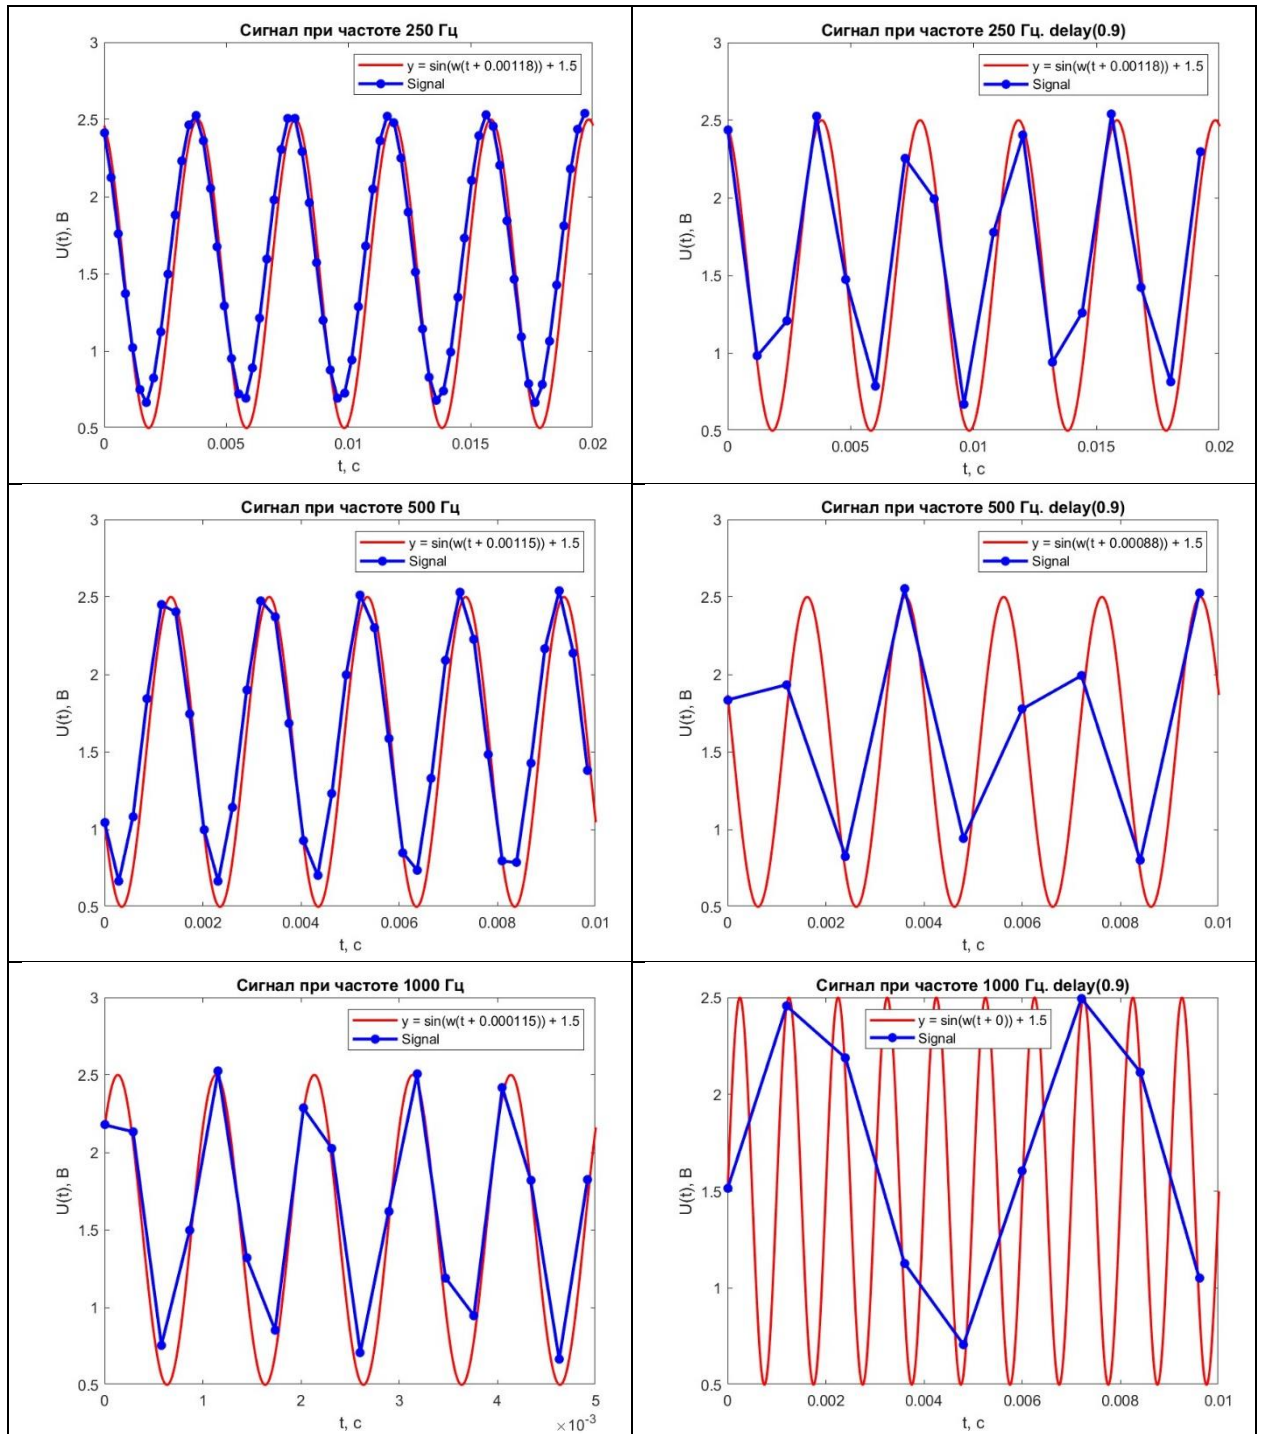 Сигнал при частоте 250 Гц
y = sin(w(t + 0.00118)) + 1.5
Signal
3
2.5
2
1.5
1
0.5
U(t), В
0
0.005
0.01
0.015
0.02
t, c
Сигнал при частоте 250 Гц. delay(0.9)
y = sin(w(t + 0.00118)) + 1.5
Signal
3
2.5
2
1.5
1
0.5
U(t), В
0
0.005
0.01
0.015
0.02
t, c
Сигнал при частоте 500 Гц
y = sin(w(t + 0.00115)) + 1.5
Signal
3
2.5
2
1.5
1
0.5
U(t), В
0
0.002
0.004
0.006
0.008
0.01
t, c
Сигнал при частоте 500 Гц. delay(0.9)
y = sin(w(t + 0.00088)) + 1.5
Signal
3
2.5
2
1.5
1
0.5
U(t), В
0
0.002
0.004
0.006
0.008
0.01
t, c
Сигнал при частоте 1000 Гц
y = sin(w(t + 0.000115)) + 1.5
Signal
3
2.5
2
1.5
1
0.5
U(t), В
0
1
2
3
4
5
t, c
×10⁻³
Сигнал при частоте 1000 Гц. delay(0.9)
y = sin(w(t + 0)) + 1.5
Signal
2.5
2
1.5
1
0.5
U(t), В
0
0.002
0.004
0.006
0.008
0.01
t, c